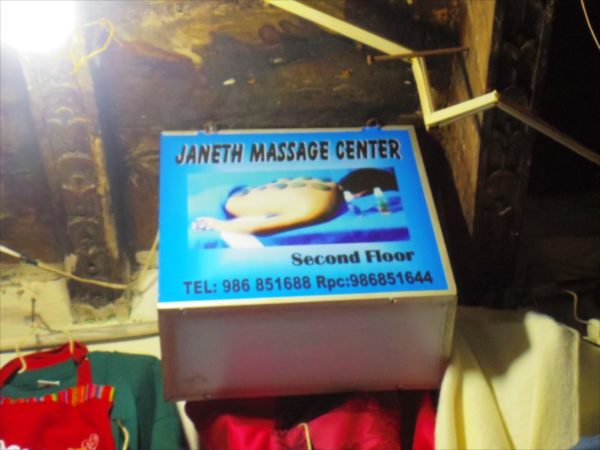 JANETH MASSAGE CENTER
Second Floor
TEL: 986 851688 Rpc:986851644